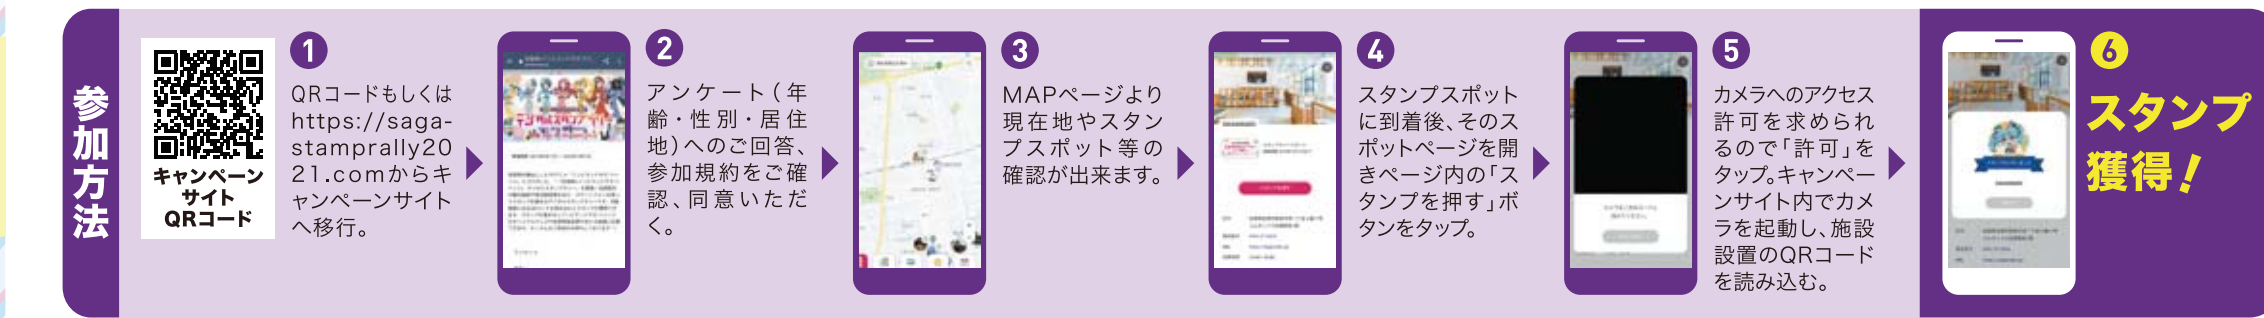 参加方法
キャンペーン
サイト
QRコード
1
QRコードもしくは
https://saga-
stamprally20
21.comからキ
ャンペーンサイト
へ移行。
2
アンケート(年
齢・性別・居住
地)へのご回答、
参加規約をご確
認、同意いただ
く。
3
MAPページより
現在地やスタン
プスポット等の
確認が出来ます。
4
スタンプスポット
に到着後、そのス
ポットページを開
きページ内の「ス
タンプを押す」ボ
タンをタップ。
5
カメラへのアクセス
許可を求められ
るので「許可」を
タップ。キャンペー
ンサイト内でカメ
ラを起動し、施設
設置のQRコード
を読み込む。
6
スタンプ
獲得!